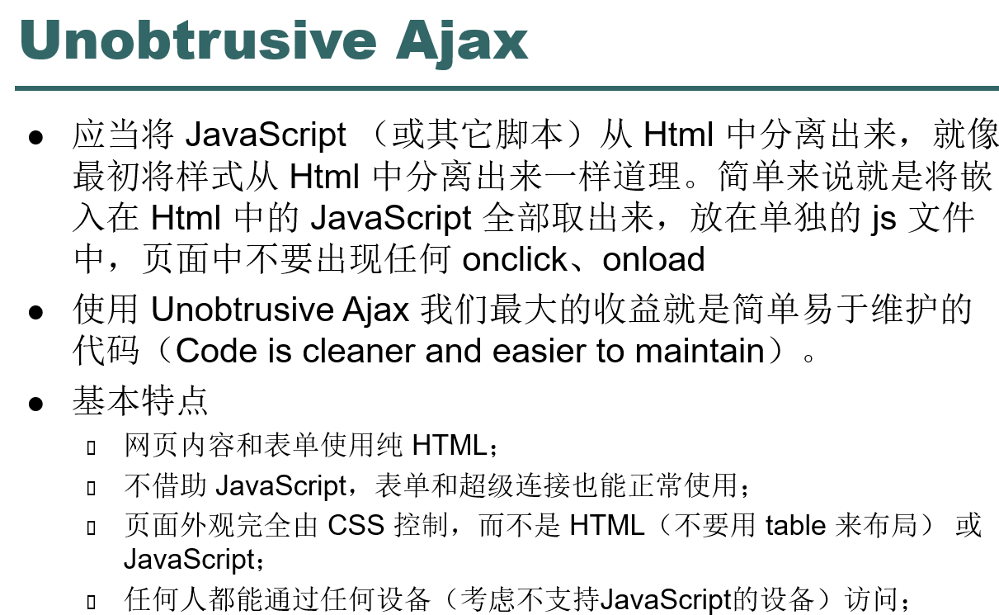 Unobtrusive Ajax
● 应当将 JavaScript （或其它脚本）从 Html 中分离出来，就像
最初将样式从 Html 中分离出来一样道理。简单来说就是将嵌
入在 Html 中的 JavaScript 全部取出来，放在单独的 js 文件
中，页面中不要出现任何 onclick、onload
● 使用 Unobtrusive Ajax 我们最大的收益就是简单易于维护的
代码（Code is cleaner and easier to maintain）。
● 基本特点
▯ 网页内容和表单使用纯 HTML；
▯ 不借助 JavaScript，表单和超级连接也能正常使用；
▯ 页面外观完全由 CSS 控制，而不是 HTML（不要用 table 来布局） 或
JavaScript；
▯ 任何人都能通过任何设备（考虑不支持JavaScript的设备）访问；